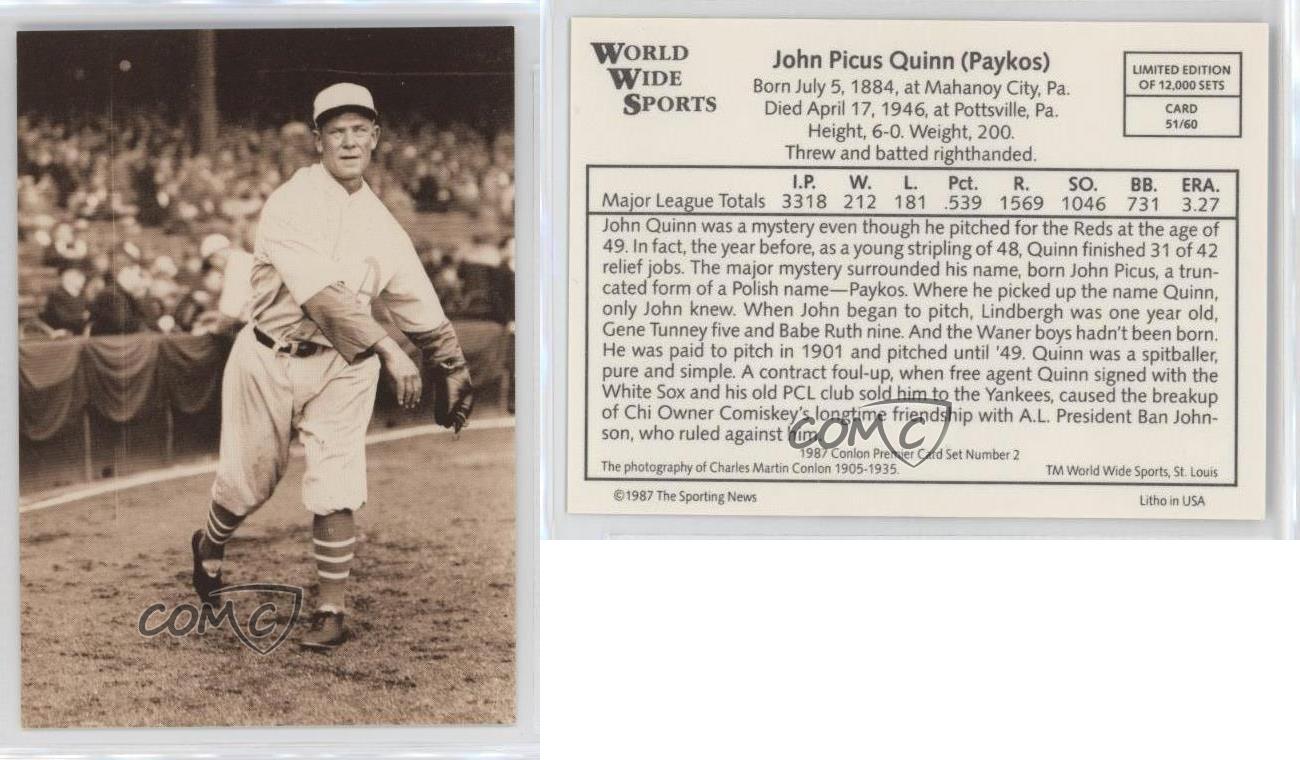 A
COMC
WORLD
WIDE
SPORTS
John Picus Quinn (Paykos)
Born July 5, 1884, at Mahanoy City, Pa.
Died April 17, 1946, at Pottsville, Pa.
Height, 6-0. Weight, 200.
Threw and batted righthanded.
LIMITED EDITION
OF 12,000 SETS
CARD
51/60
I.P. W. L. Pct. R. SO. BB. ERA.
Major League Totals 3318 212 181 .539 1569 1046 731 3.27
John Quinn was a mystery even though he pitched for the Reds at the age of
49. In fact, the year before, as a young stripling of 48, Quinn finished 31 of 42
relief jobs. The major mystery surrounded his name, born John Picus, a trun-
cated form of a Polish name—Paykos. Where he picked up the name Quinn,
only John knew. When John began to pitch, Lindbergh was one year old,
Gene Tunney five and Babe Ruth nine. And the Waner boys hadn't been born.
He was paid to pitch in 1901 and pitched until '49. Quinn was a spitballer,
pure and simple. A contract foul-up, when free agent Quinn signed with the
White Sox and his old PCL club sold him to the Yankees, caused the breakup
of Chi Owner Comiskey's longtime friendship with A.L. President Ban John-
son, who ruled against him.
COMC
1987 Conlon Premier Card Set Number 2
The photography of Charles Martin Conlon 1905-1935. TM World Wide Sports, St. Louis
©1987 The Sporting News Litho in USA